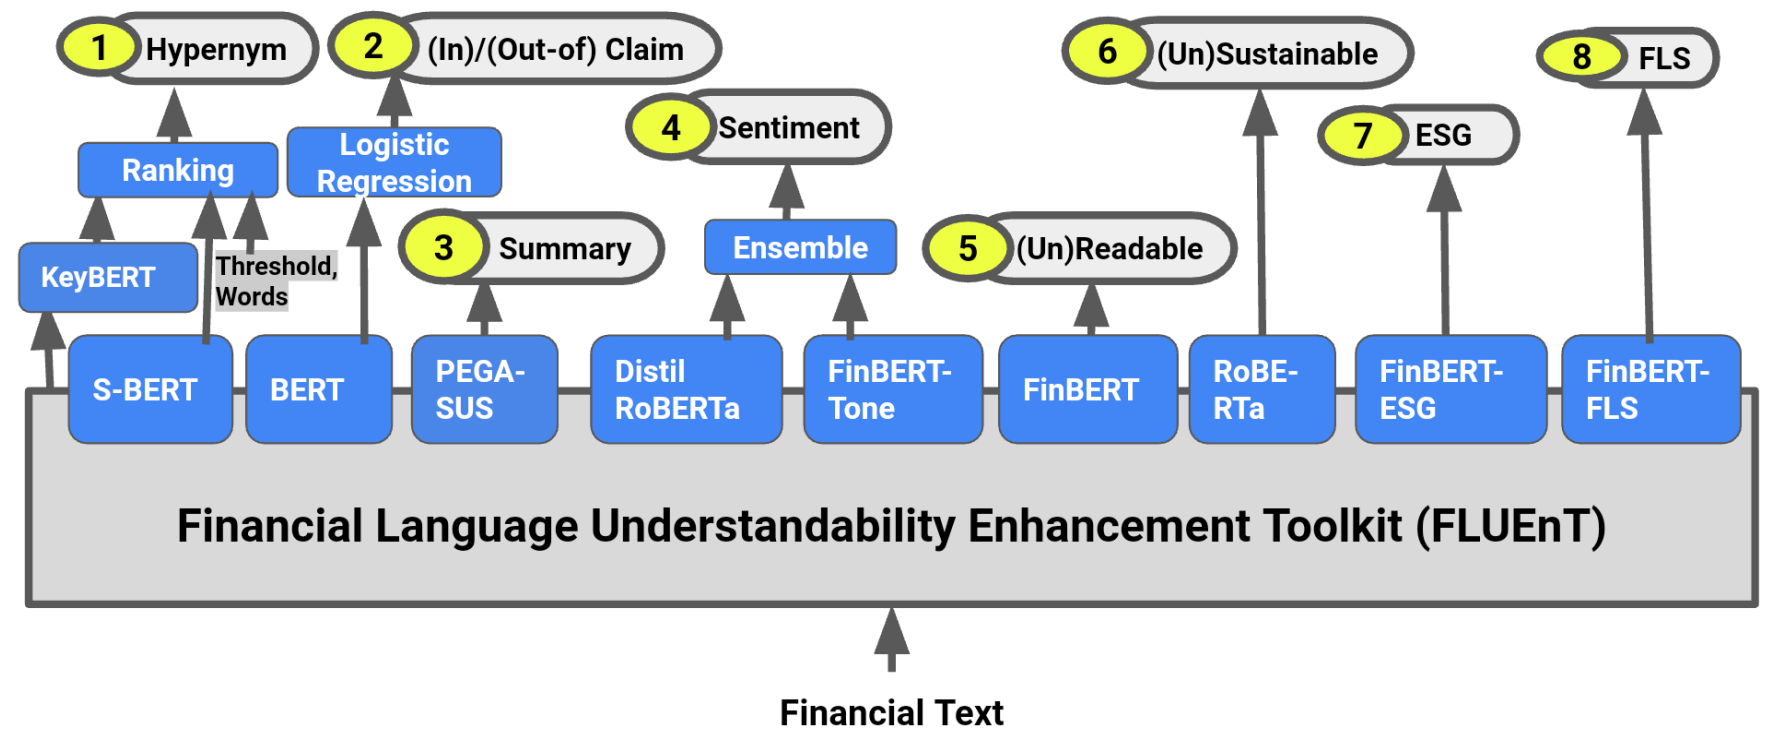 1 Hypernym
2 (In)/(Out-of) Claim
6 (Un)Sustainable
8 FLS
4 Sentiment
7 ESG
Logistic
Regression
Ranking
3 Summary
Ensemble
5 (Un)Readable
KeyBERT
Threshold,
Words
S-BERT
BERT
PEGA-
SUS
Distil
RoBERTa
FinBERT-
Tone
FinBERT
RoBE-
RTa
FinBERT-
ESG
FinBERT-
FLS
Financial Language Understandability Enhancement Toolkit (FLUEnT)
Financial Text